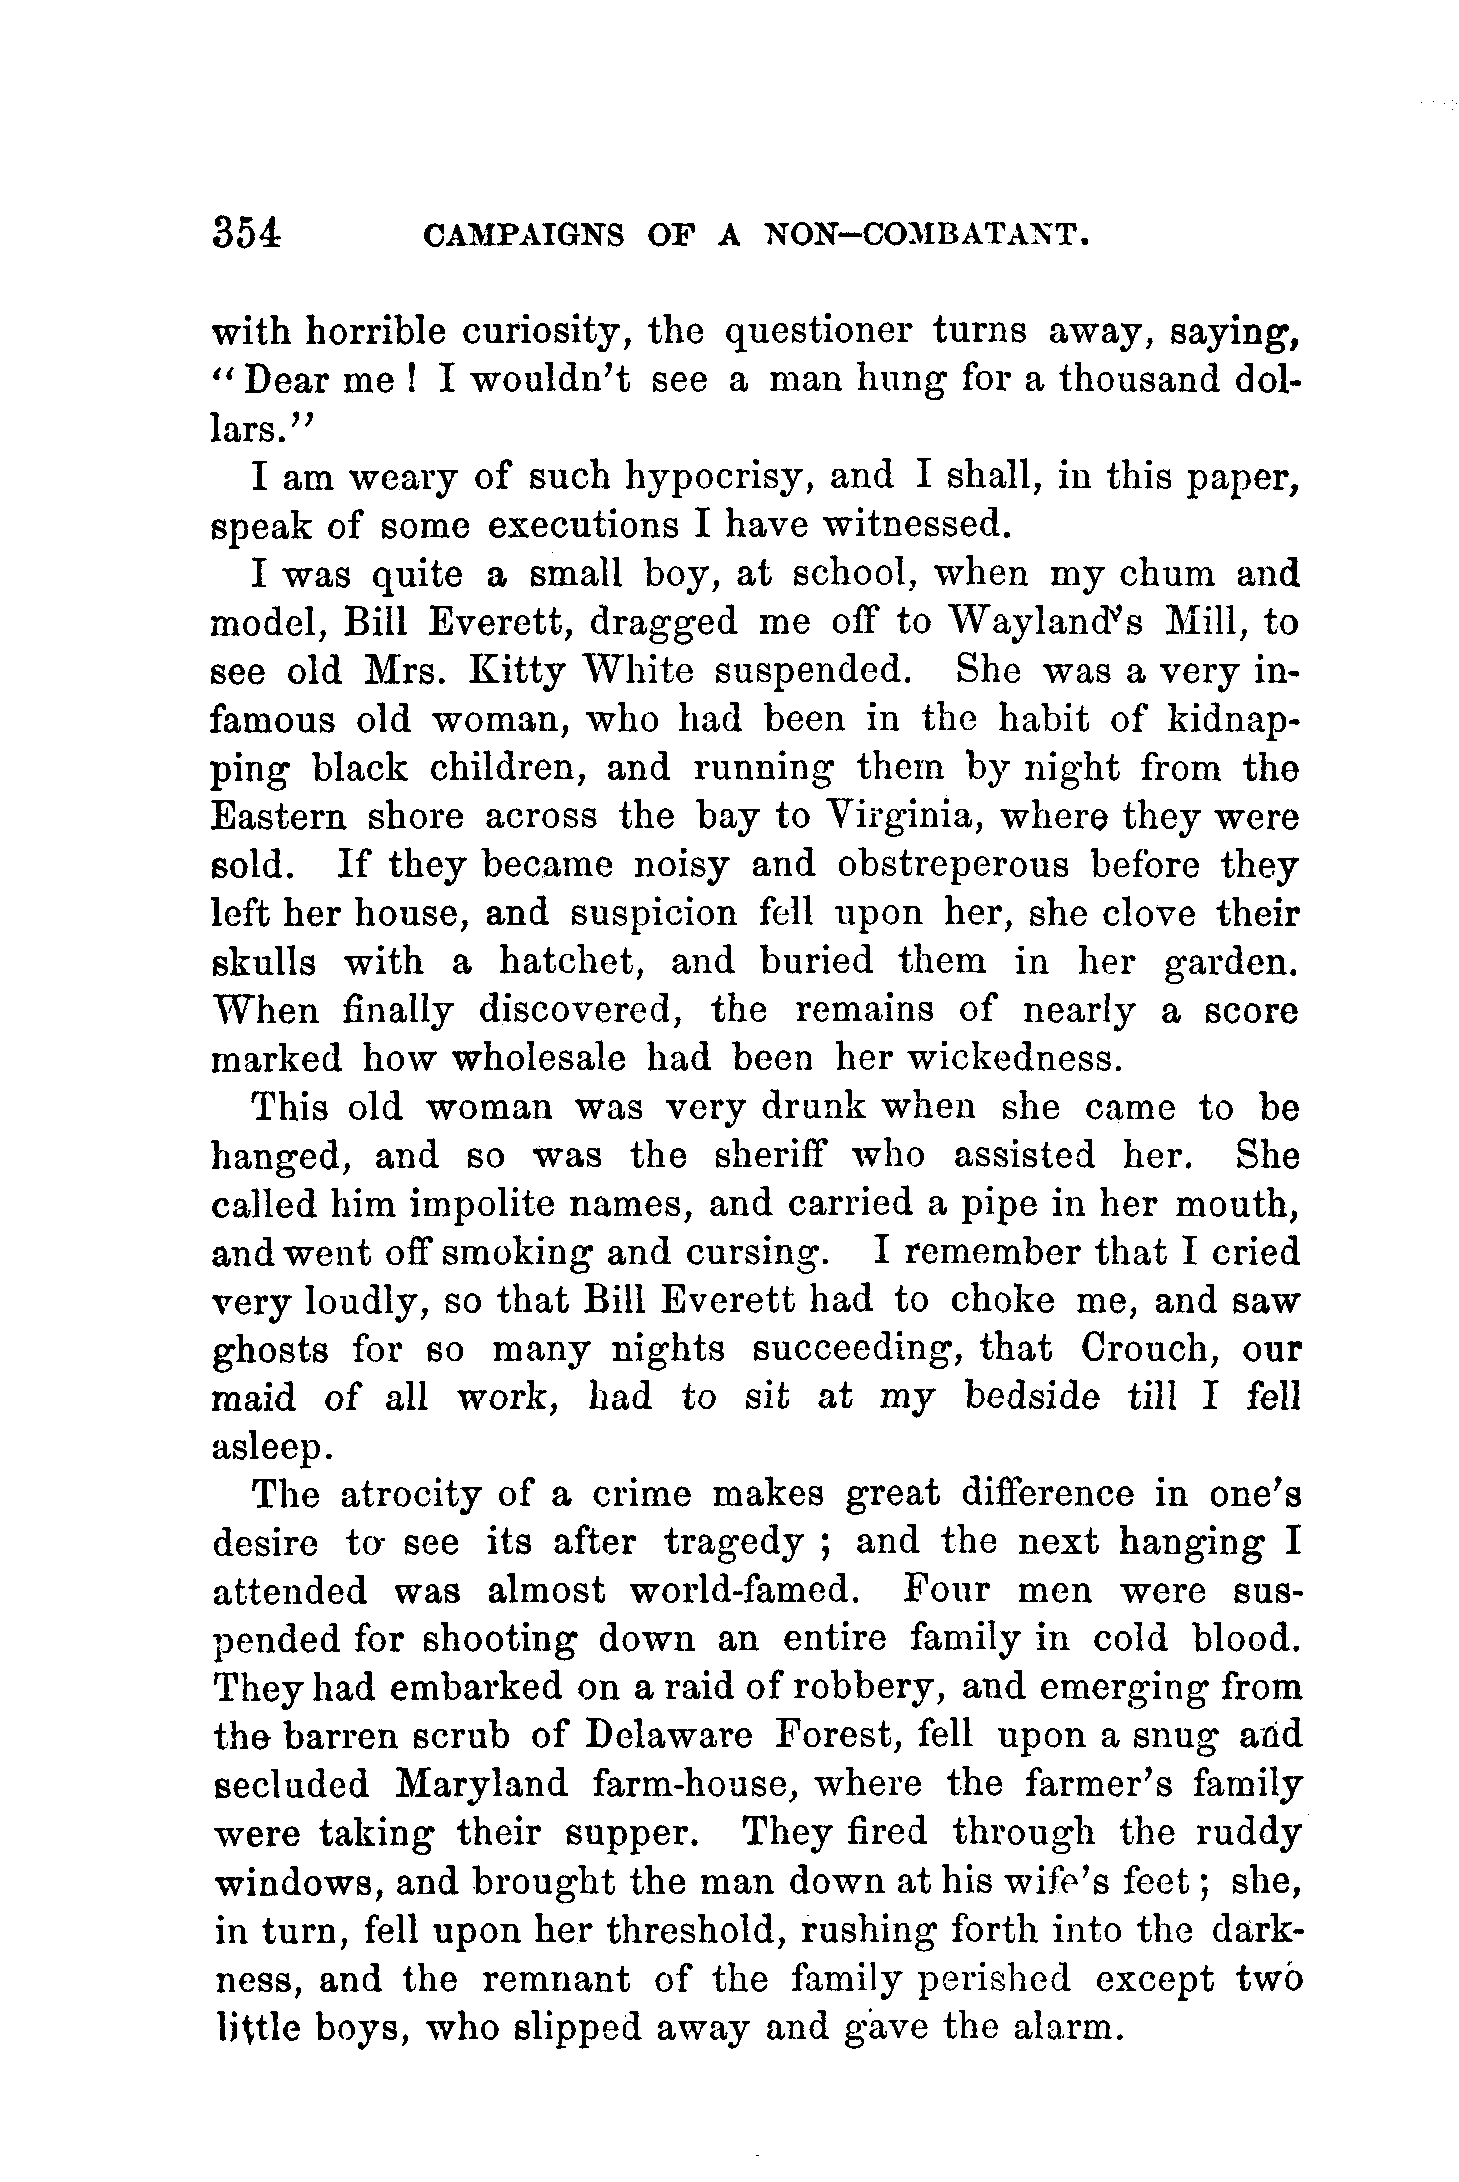 354 CAMPAIGNS OF A NON-COMBATANT.
with horrible curiosity, the questioner turns away, saying,
"Dear me! I wouldn't see a man hung for a thousand dol-
lars."
I am weary of such hypocrisy, and I shall, in this paper,
speak of some executions I have witnessed.
I was quite a small boy, at school, when my chum and
model, Bill Everett, dragged me off to Wayland's Mill, to
see old Mrs. Kitty White suspended. She was a very in-
famous old woman, who had been in the habit of kidnap-
ping black children, and running them by night from the
Eastern shore across the bay to Virginia, where they were
sold. If they became noisy and obstreperous before they
left her house, and suspicion fell upon her, she clove their
skulls with a hatchet, and buried them in her garden.
When finally discovered, the remains of nearly a score
marked how wholesale had been her wickedness.
This old woman was very drunk when she came to be
hanged, and so was the sheriff who assisted her. She
called him impolite names, and carried a pipe in her mouth,
and went off smoking and cursing. I remember that I cried
very loudly, so that Bill Everett had to choke me, and saw
ghosts for so many nights succeeding, that Crouch, our
maid of all work, had to sit at my bedside till I fell
asleep.
The atrocity of a crime makes great difference in one's
desire to see its after tragedy; and the next hanging I
attended was almost world-famed. Four men were sus-
pended for shooting down an entire family in cold blood.
They had embarked on a raid of robbery, and emerging from
the barren scrub of Delaware Forest, fell upon a snug and
secluded Maryland farm-house, where the farmer's family
were taking their supper. They fired through the ruddy
windows, and brought the man down at his wife's feet; she,
in turn, fell upon her threshold, rushing forth into the dark-
ness, and the remnant of the family perished except two
little boys, who slipped away and gave the alarm.